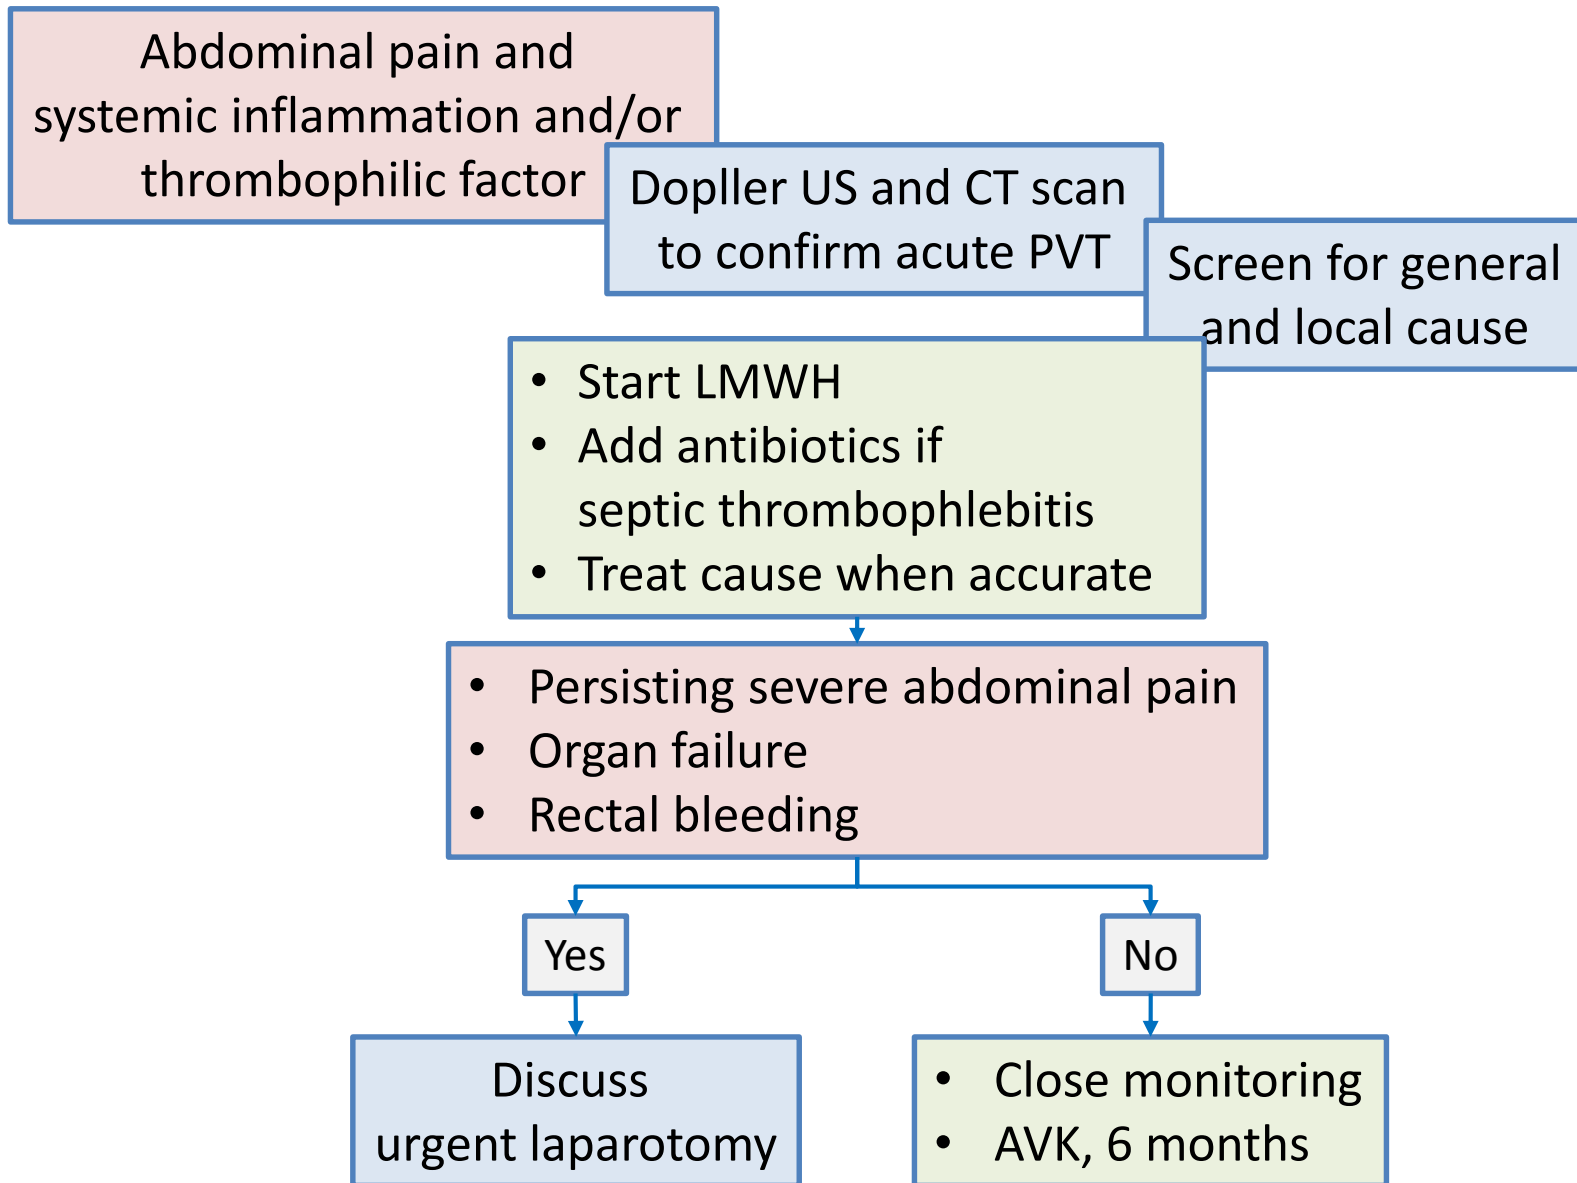 Abdominal pain and
systemic inflammation and/or
thrombophilic factor
Dopller US and CT scan
to confirm acute PVT
Screen for general
and local cause
• Start LMWH
• Add antibiotics if
septic thrombophlebitis
• Treat cause when accurate
• Persisting severe abdominal pain
• Organ failure
• Rectal bleeding
Yes
No
Discuss
urgent laparotomy
• Close monitoring
• AVK, 6 months